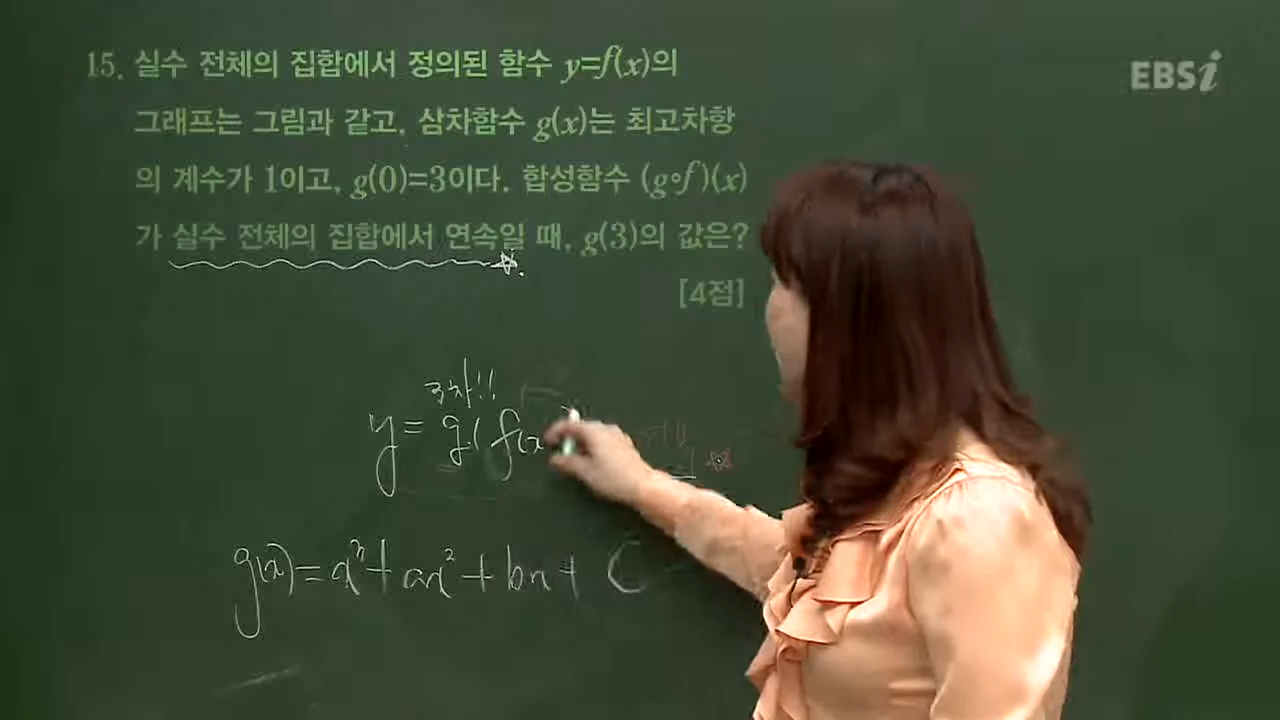 15. 실수 전체의 집합에서 정의된 함수 y=f(x)의
EBSi
그래프는 그림과 같고, 삼차함수 g(x)는 최고차항
의 계수가 1이고, g(0)=3이다. 합성함수 (g∘f)(x)
가 실수 전체의 집합에서 연속일 때, g(3)의 값은?
[4점]
3차!!
y = g( f(x
g(x) = x³ + ax² + bx + C